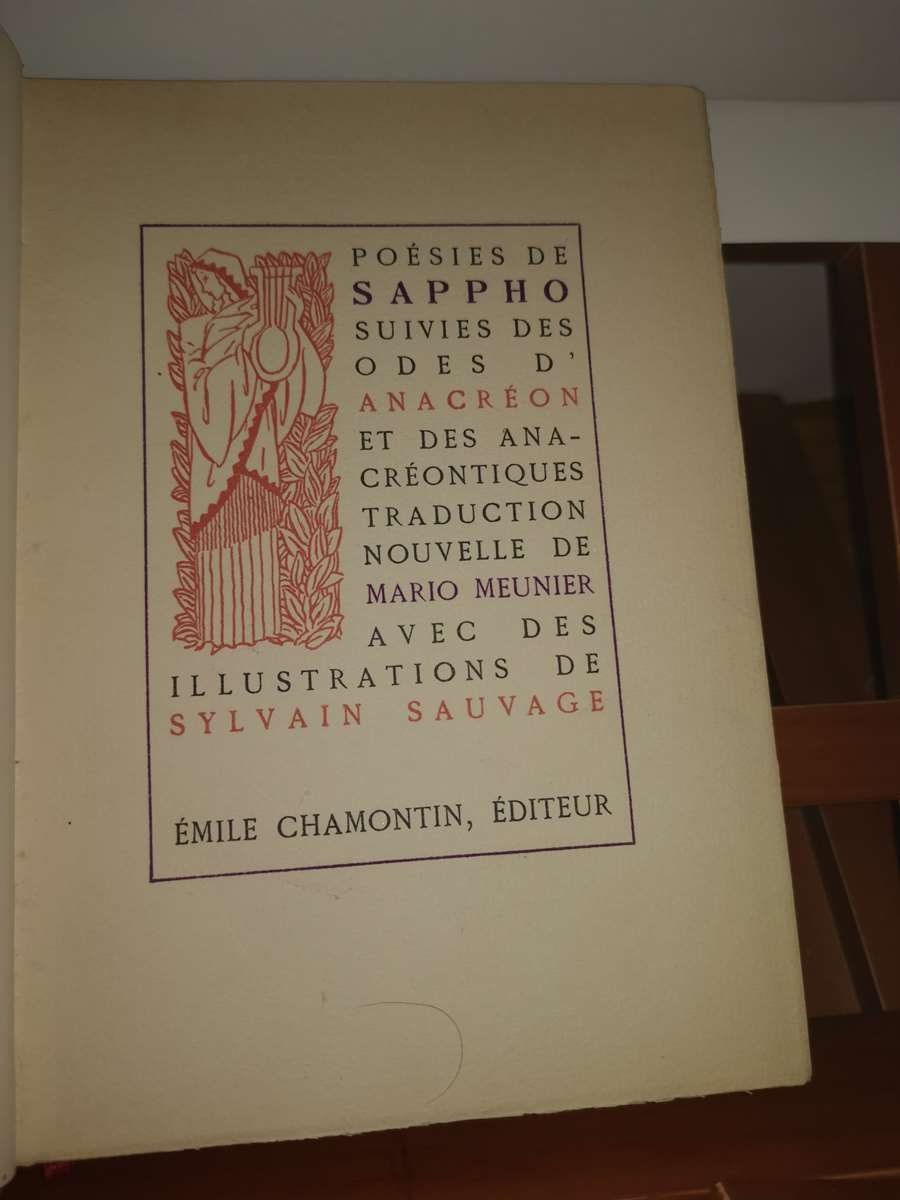 POÉSIES DE
SAPPHO
SUIVIES DES
ODES D'
ANACRÉON
ET DES ANA-
CRÉONTIQUES
TRADUCTION
NOUVELLE DE
MARIO MEUNIER
AVEC DES
ILLUSTRATIONS DE
SYLVAIN SAUVAGE
ÉMILE CHAMONTIN, ÉDITEUR